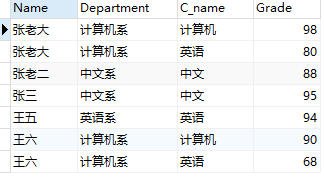 Name Department C_name Grade
张老大 计算机系 计算机 98
张老大 计算机系 英语 80
张老二 中文系 中文 88
张三 中文系 中文 95
王五 英语系 英语 94
王六 计算机系 计算机 90
王六 计算机系 英语 68